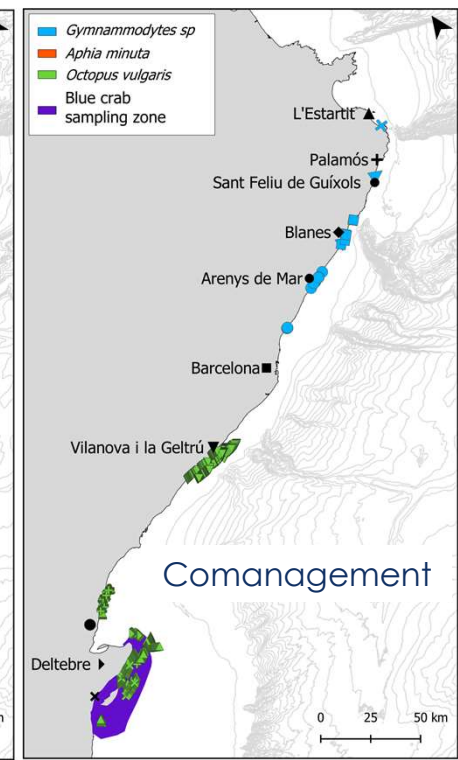 Gymnammodytes sp
Aphia minuta
Octopus vulgaris
Blue crab
sampling zone
L'Estartit
Palamós
Sant Feliu de Guíxols
Blanes
Arenys de Mar
Barcelona
Vilanova i la Geltrú
Comanagement
Deltebre
m
0 25 50 km